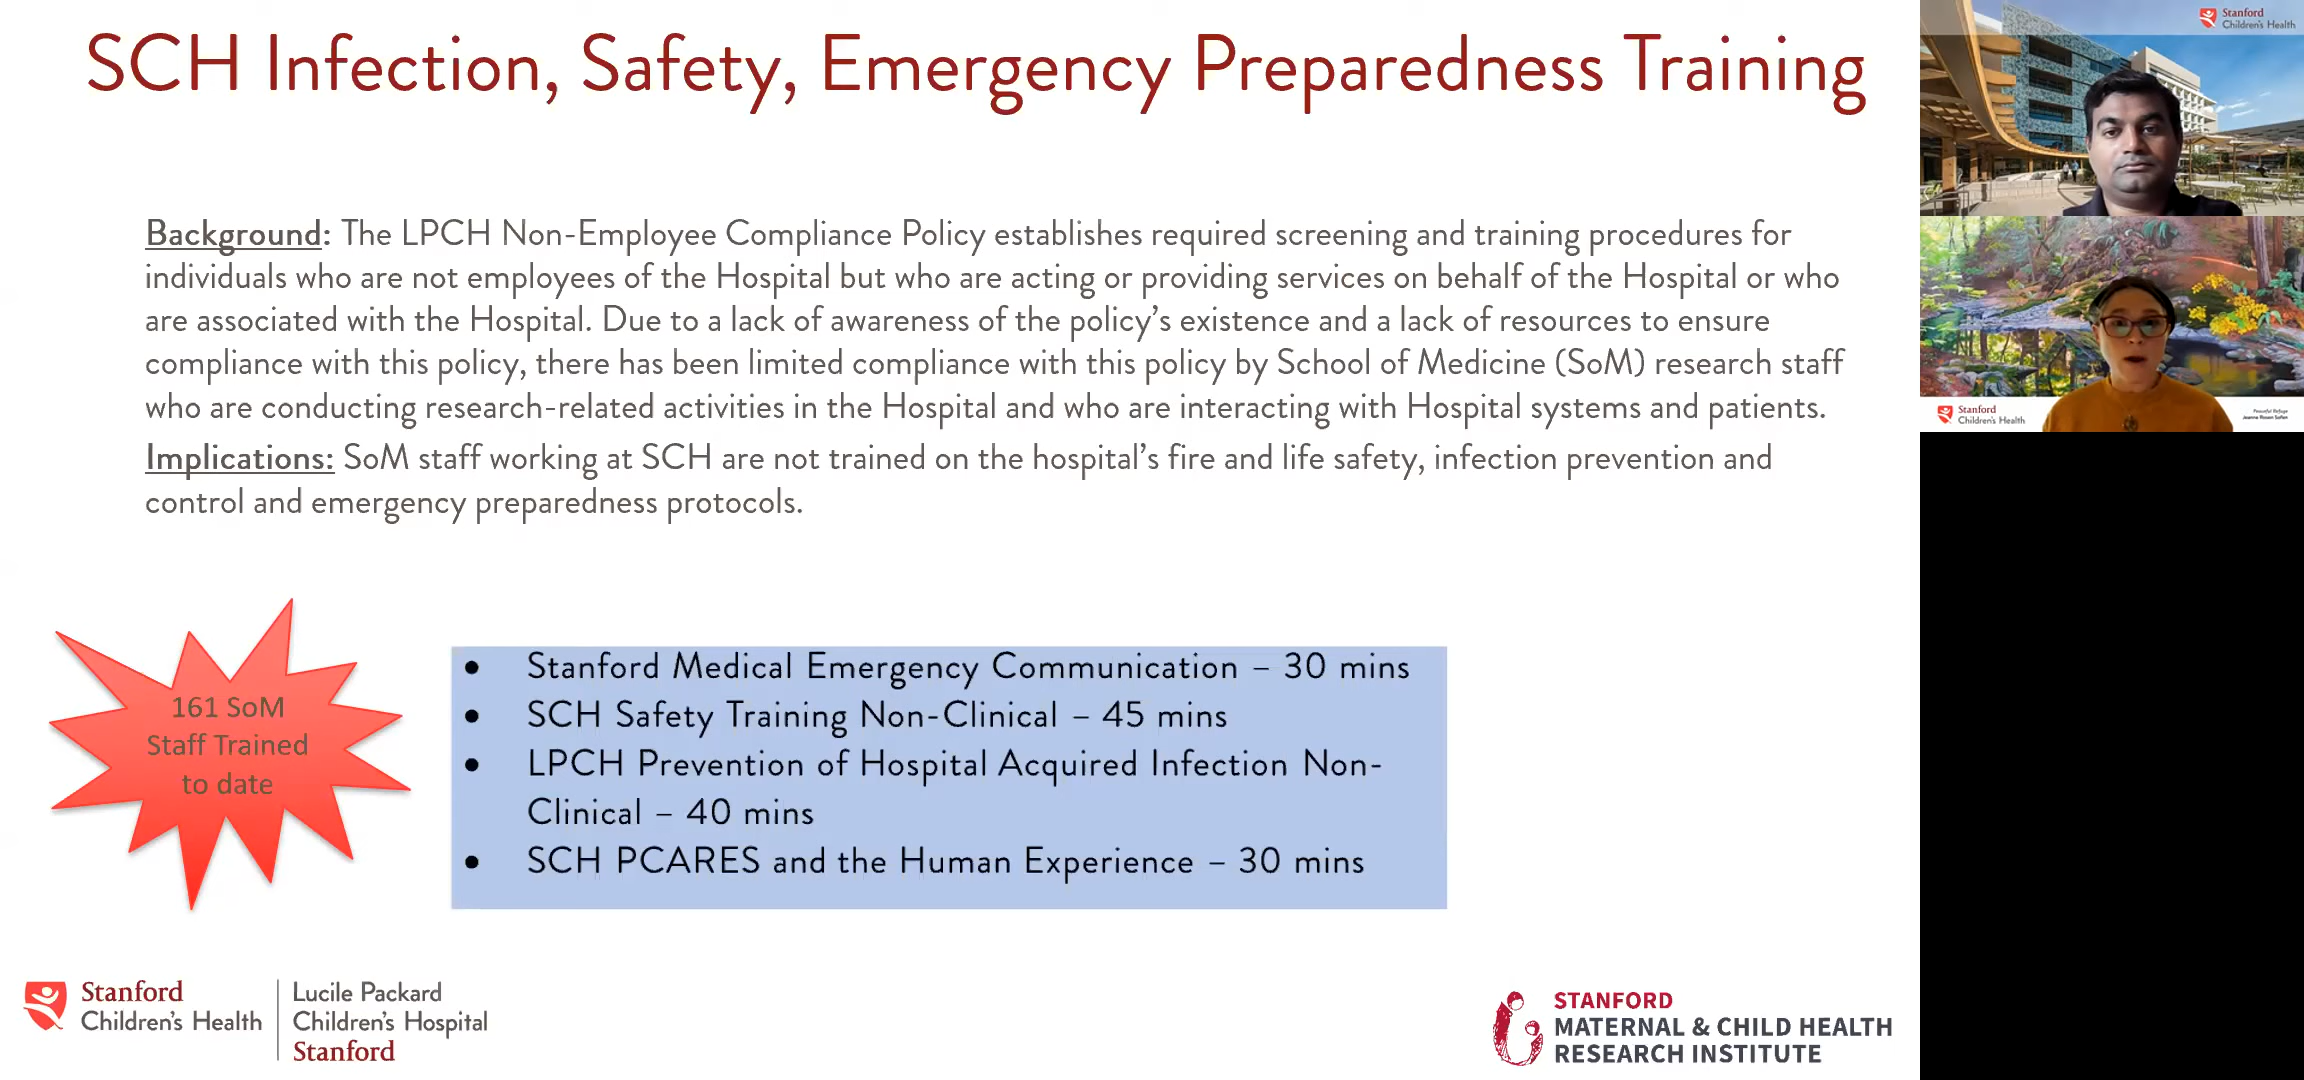 SCH Infection, Safety, Emergency Preparedness Training
Background: The LPCH Non-Employee Compliance Policy establishes required screening and training procedures for
individuals who are not employees of the Hospital but who are acting or providing services on behalf of the Hospital or who
are associated with the Hospital. Due to a lack of awareness of the policy’s existence and a lack of resources to ensure
compliance with this policy, there has been limited compliance with this policy by School of Medicine (SoM) research staff
who are conducting research-related activities in the Hospital and who are interacting with Hospital systems and patients.
Implications: SoM staff working at SCH are not trained on the hospital’s fire and life safety, infection prevention and
control and emergency preparedness protocols.
161 SoM
Staff Trained
to date
• Stanford Medical Emergency Communication – 30 mins
• SCH Safety Training Non-Clinical – 45 mins
• LPCH Prevention of Hospital Acquired Infection Non-
Clinical – 40 mins
• SCH PCARES and the Human Experience – 30 mins
Stanford
Children's Health
Lucile Packard
Children's Hospital
Stanford
STANFORD
MATERNAL & CHILD HEALTH
RESEARCH INSTITUTE
Stanford
Children's Health
Stanford
Children's Health
Peaceful Refuge